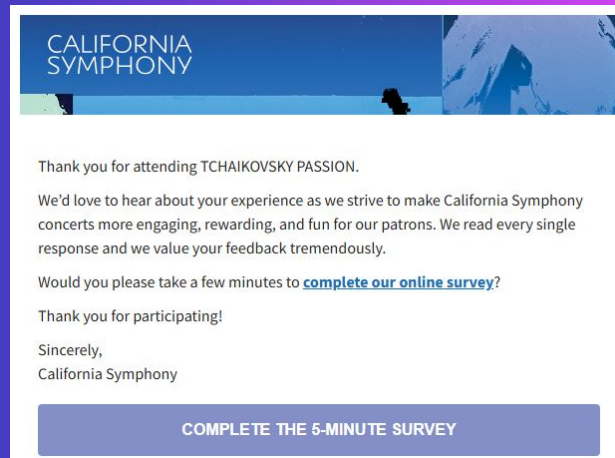 CALIFORNIA
SYMPHONY
Thank you for attending TCHAIKOVSKY PASSION.
We’d love to hear about your experience as we strive to make California Symphony
concerts more engaging, rewarding, and fun for our patrons. We read every single
response and we value your feedback tremendously.
Would you please take a few minutes to complete our online survey?
Thank you for participating!
Sincerely,
California Symphony
COMPLETE THE 5-MINUTE SURVEY